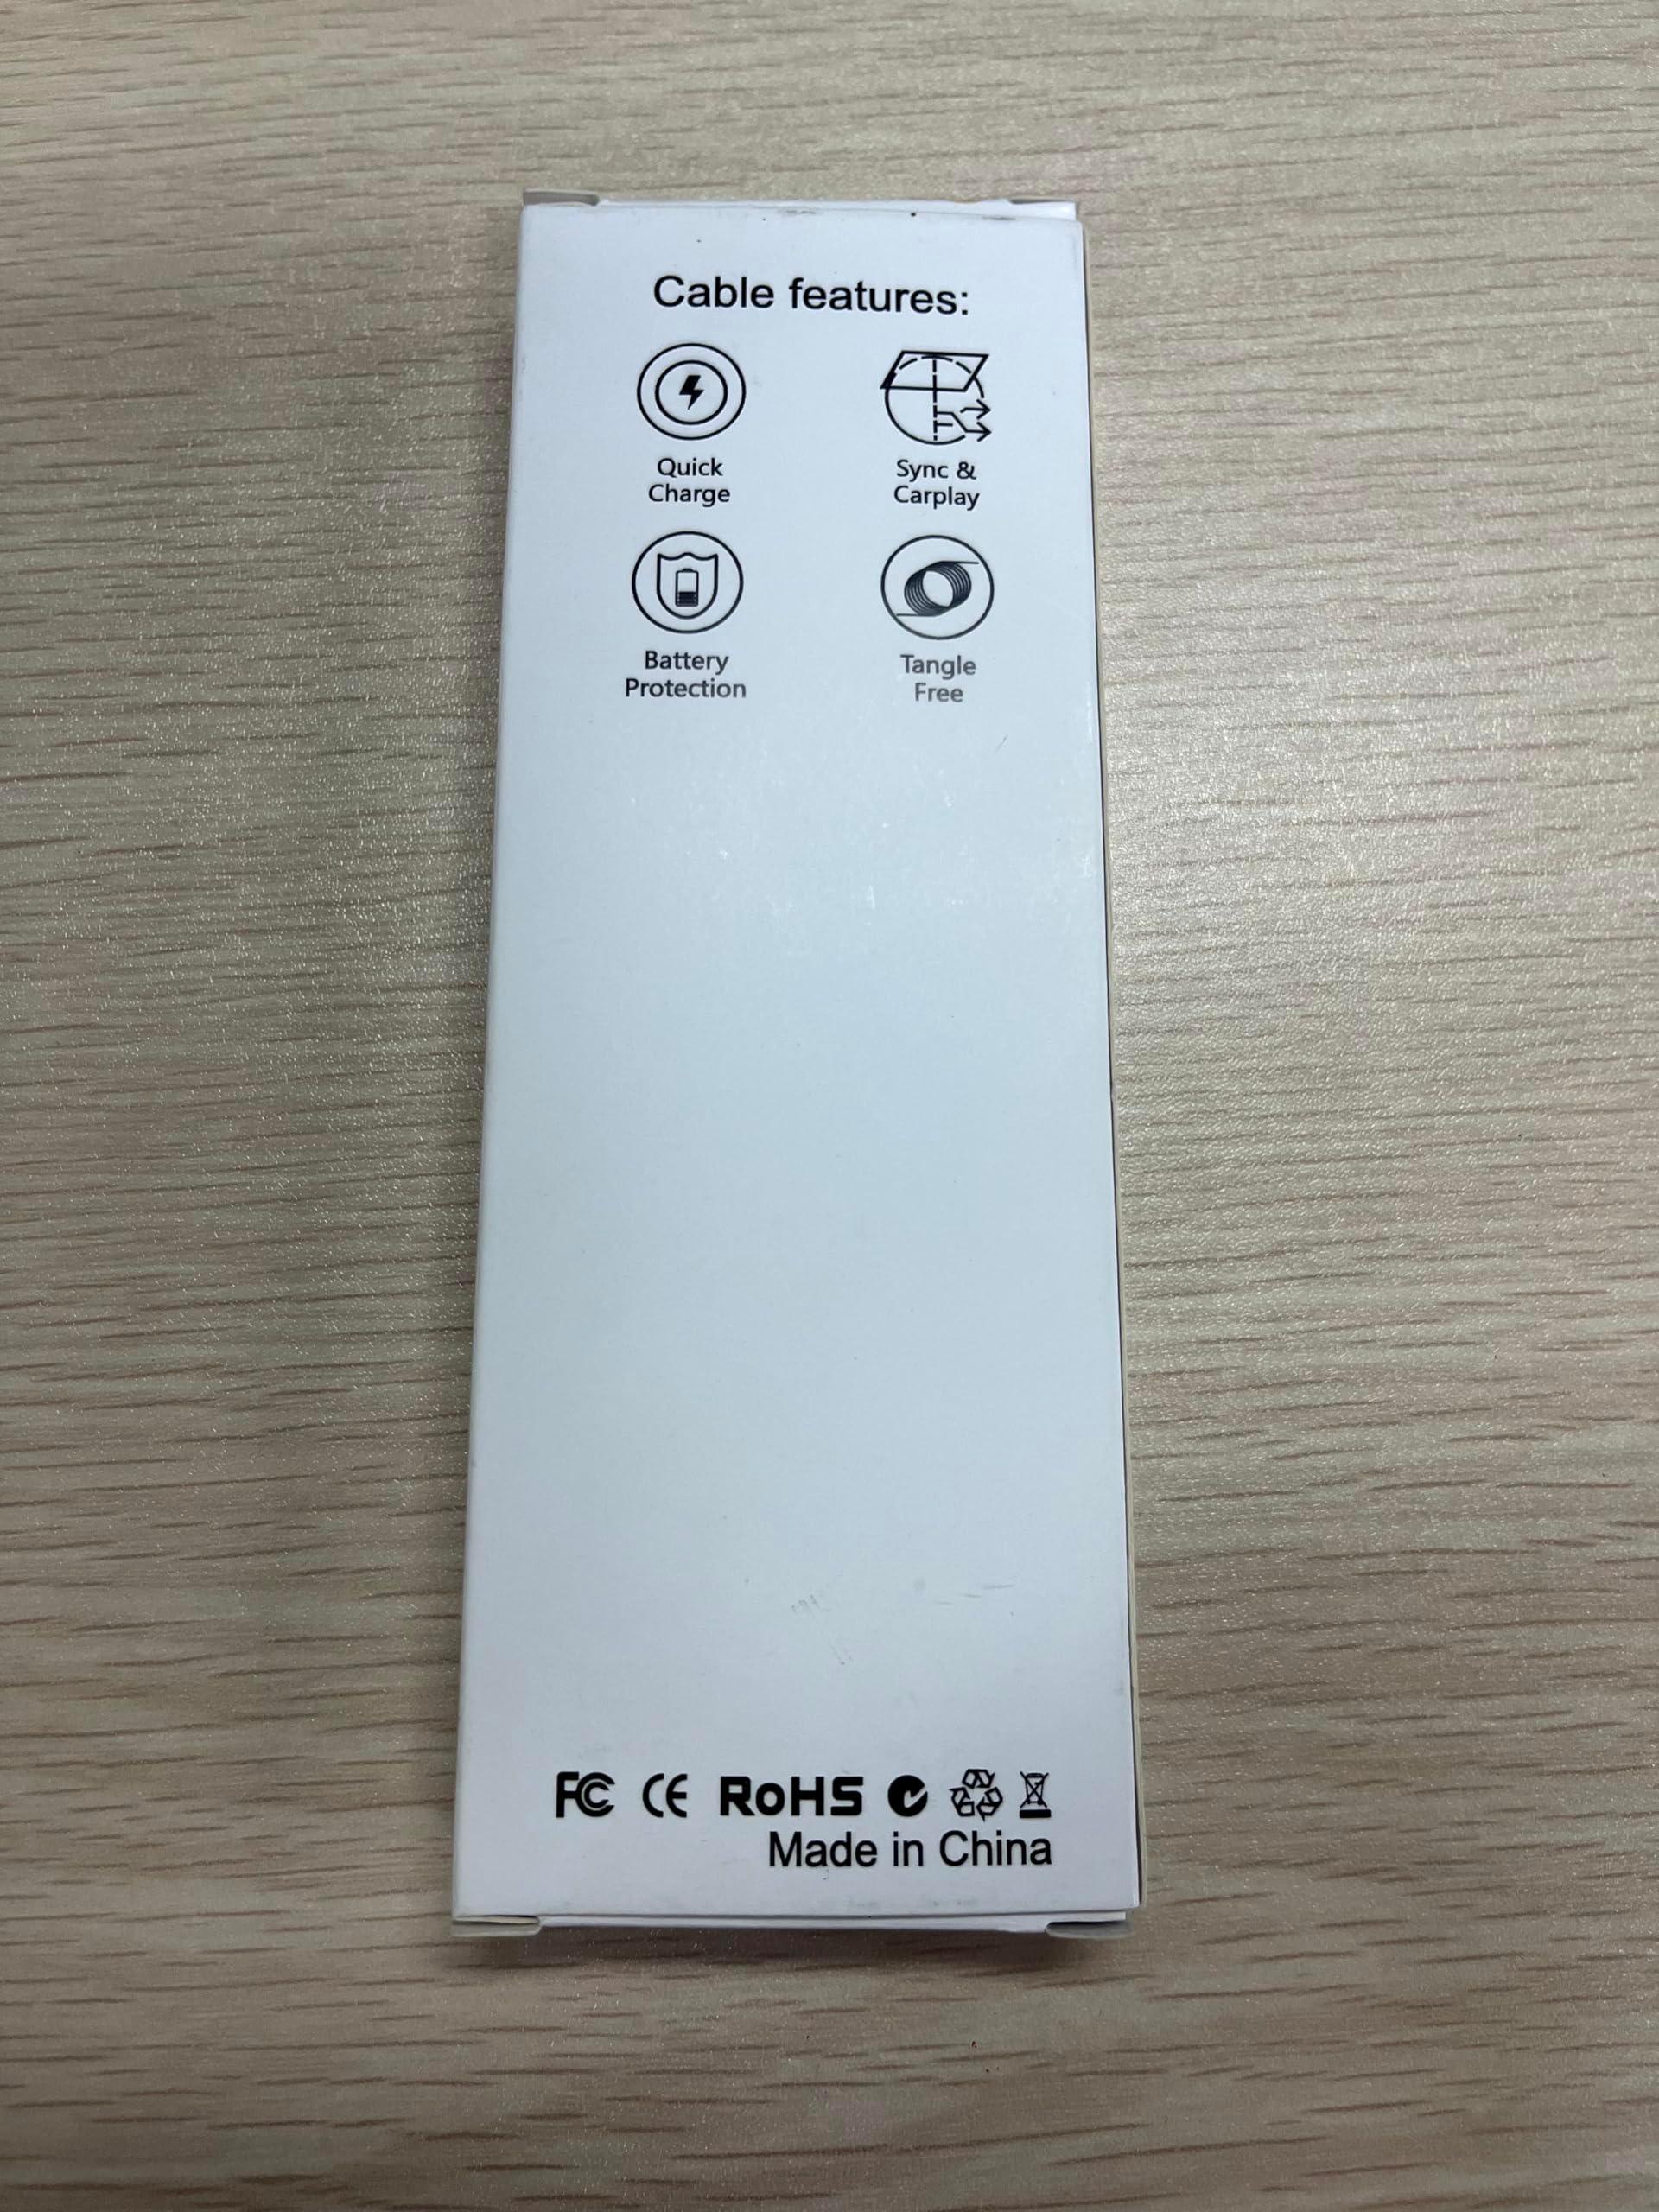 Cable features:
Quick
Charge
Sync &
Carplay
Battery
Protection
Tangle
Free
FC CE RoHS
Made in China